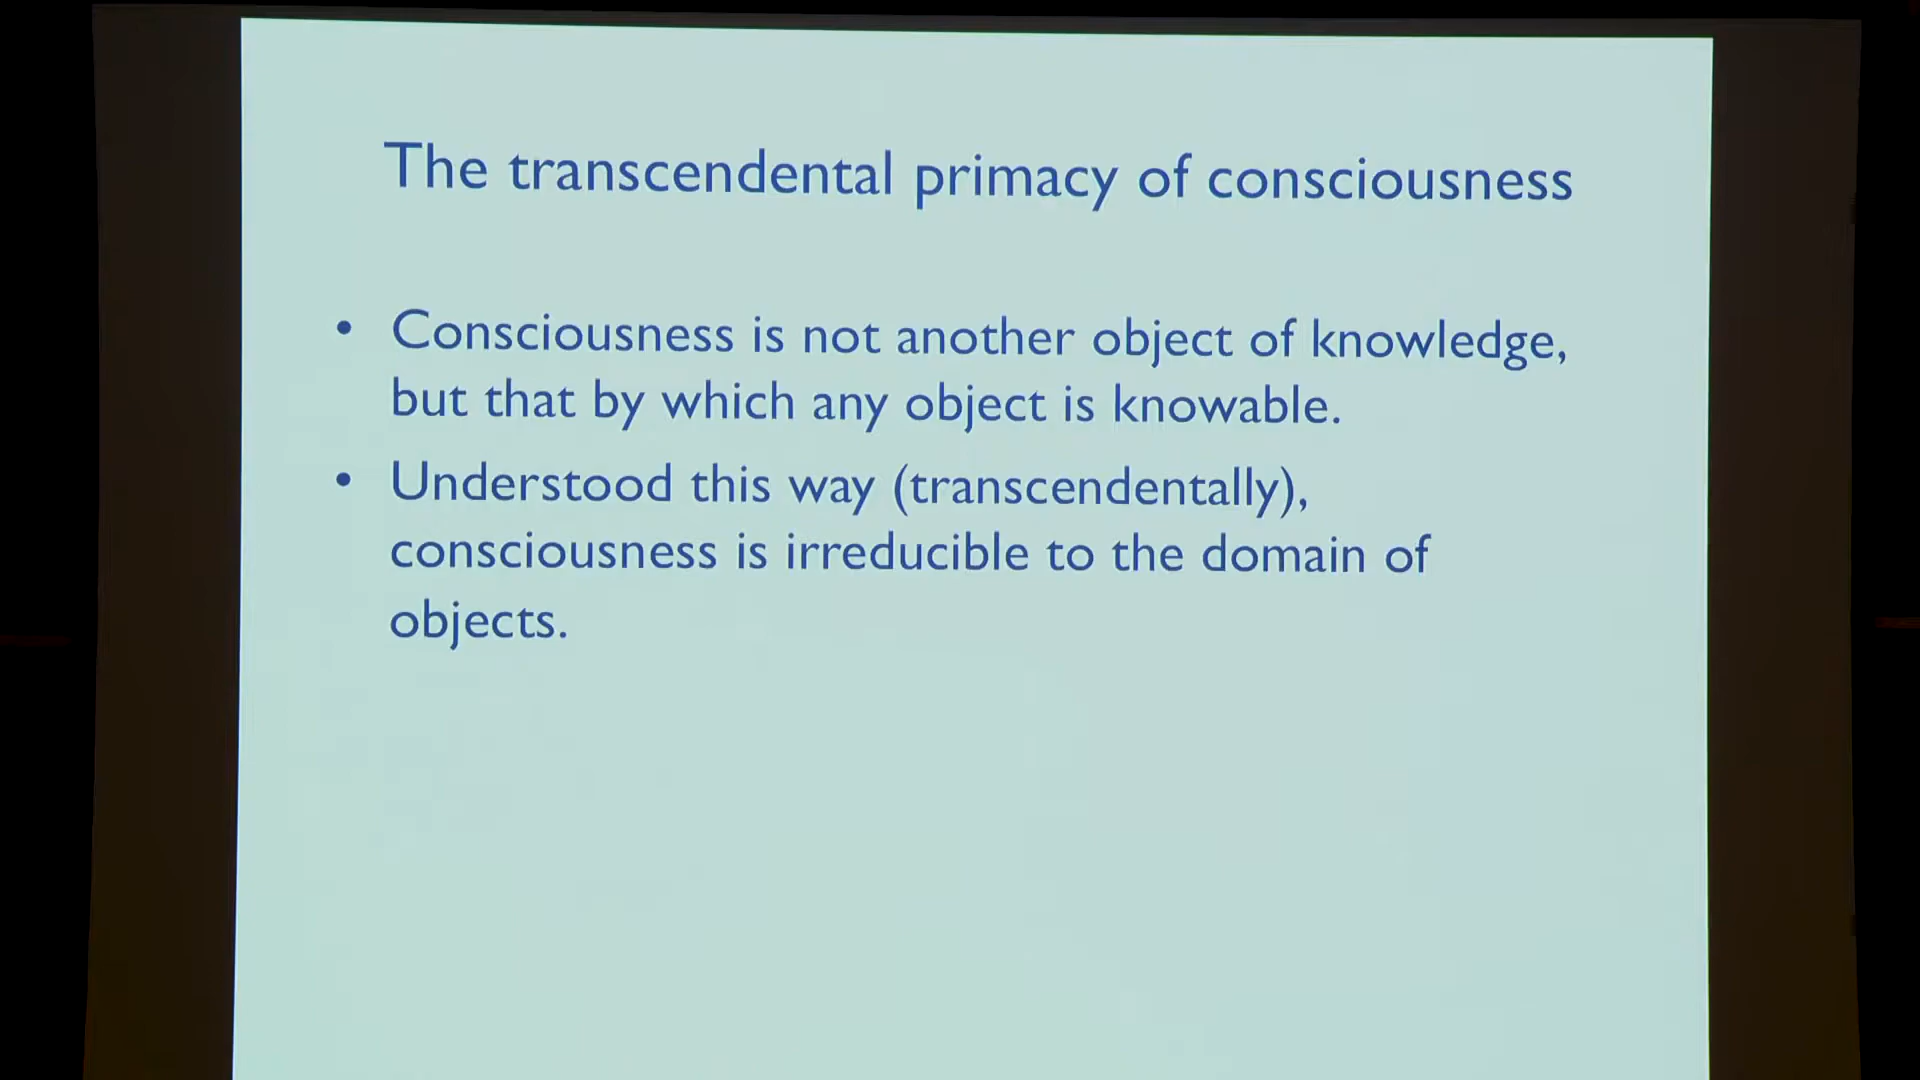 The transcendental primacy of consciousness
• Consciousness is not another object of knowledge,
but that by which any object is knowable.
• Understood this way (transcendentally),
consciousness is irreducible to the domain of
objects.